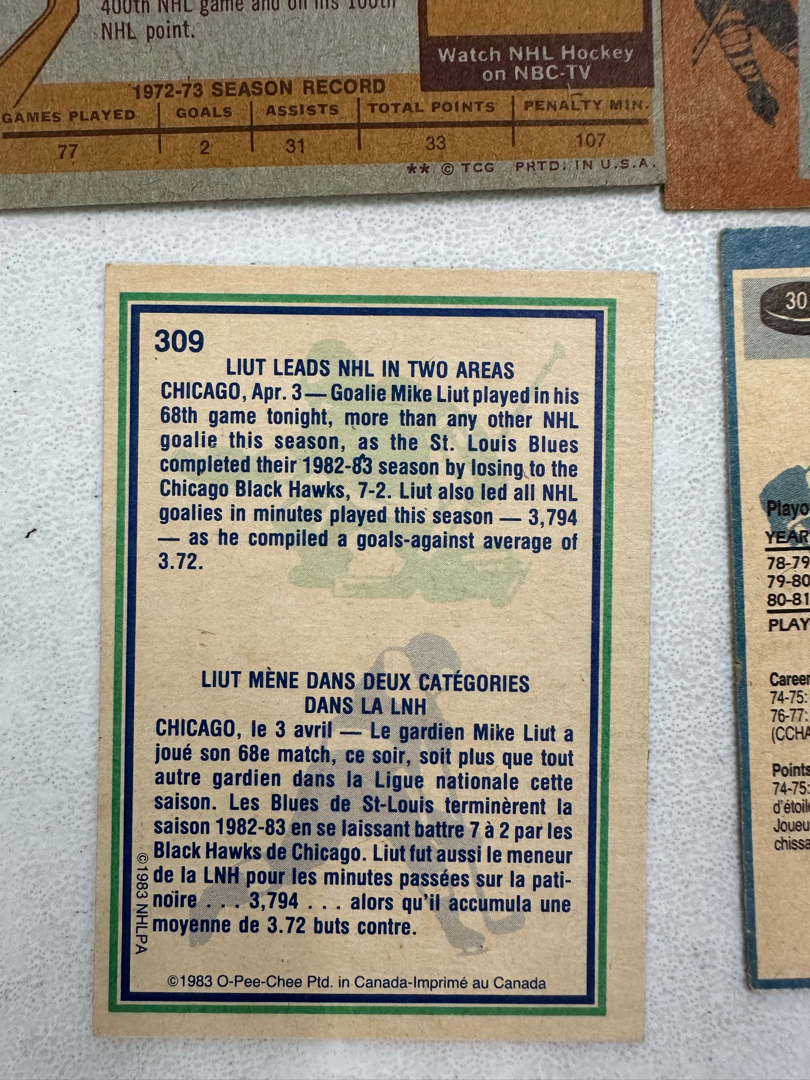 400th NHL game and on his 100th
NHL point.
Watch NHL Hockey
on NBC-TV
1972-73 SEASON RECORD
GAMES PLAYED GOALS ASSISTS TOTAL POINTS PENALTY MIN.
77 2 31 33 107
** © TCG PRTD. IN U.S.A.
309
LIUT LEADS NHL IN TWO AREAS
CHICAGO, Apr. 3 — Goalie Mike Liut played in his
68th game tonight, more than any other NHL
goalie this season, as the St. Louis Blues
completed their 1982-83 season by losing to the
Chicago Black Hawks, 7-2. Liut also led all NHL
goalies in minutes played this season — 3,794
— as he compiled a goals-against average of
3.72.
LIUT MÈNE DANS DEUX CATÉGORIES
DANS LA LNH
CHICAGO, le 3 avril — Le gardien Mike Liut a
joué son 68e match, ce soir, soit plus que tout
autre gardien dans la Ligue nationale cette
saison. Les Blues de St-Louis terminèrent la
saison 1982-83 en se laissant battre 7 à 2 par les
Black Hawks de Chicago. Liut fut aussi le meneur
de la LNH pour les minutes passées sur la pati-
noire . . . 3,794 . . . alors qu'il accumula une
moyenne de 3.72 buts contre.
©1983 NHLPA
©1983 O-Pee-Chee Ptd. in Canada-Imprimé au Canada
30
Playo
YEAR
78-79
79-80
80-81
PLAY
Career
74-75:
76-77:
(CCHA
Points
74-75:
d'étoile
Joueu
chissa